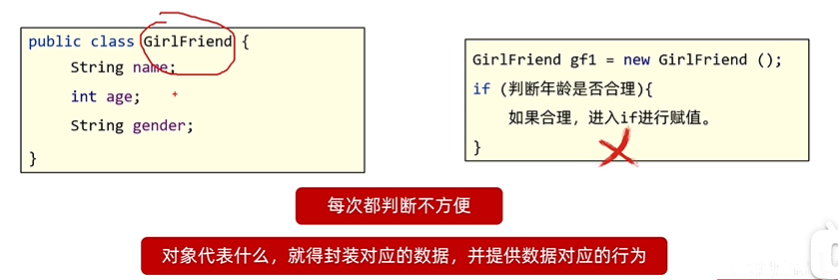 public class GirlFriend {
String name;
int age;
String gender;
}
GirlFriend gf1 = new GirlFriend ();
if (判断年龄是否合理){
如果合理，进入if进行赋值。
}
每次都判断不方便
对象代表什么，就得封装对应的数据，并提供数据对应的行为